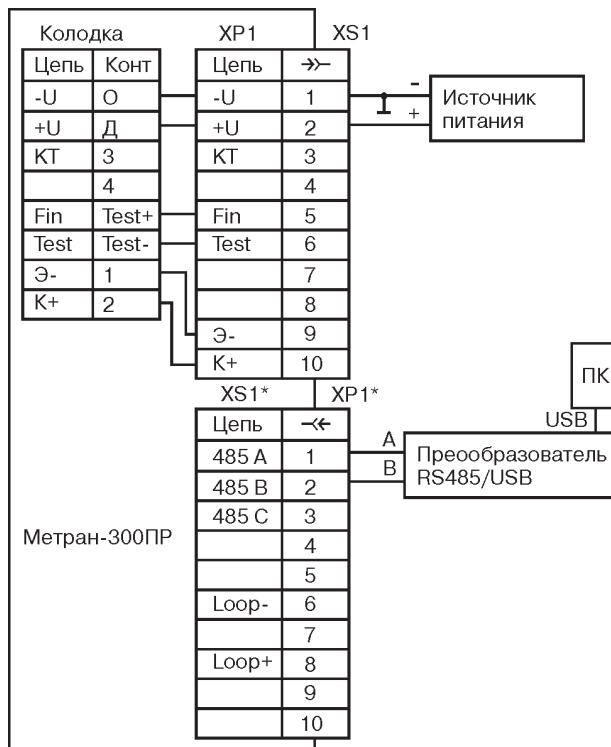 Колодка XP1 XS1
Цепь Конт Цепь
-U О -U 1 - Источник
+U Д +U 2 + питания
КТ 3 КТ 3
4 4
Fin Test+ Fin 5
Test Test- Test 6
Э- 1 7
К+ 2 8
Э- 9
К+ 10
ПК
XS1* XP1* USB
Цепь
485 A 1 A Преообразователь
485 B 2 B RS485/USB
485 C 3
Метран-300ПР 4
5
Loop- 6
7
Loop+ 8
9
10